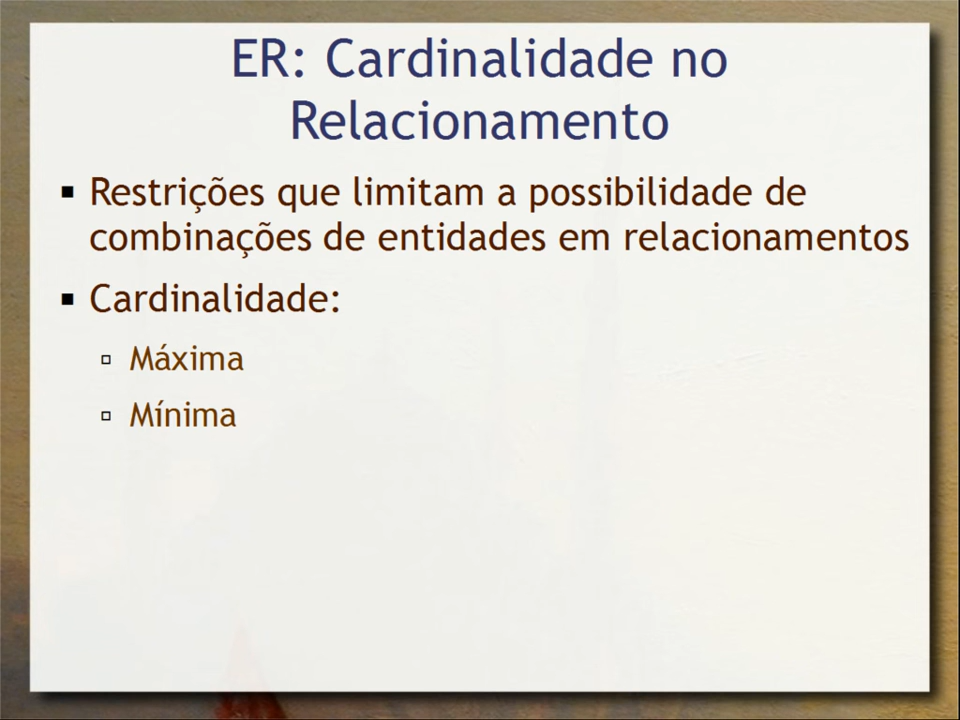 ER: Cardinalidade no
Relacionamento
Restrições que limitam a possibilidade de
combinações de entidades em relacionamentos
Cardinalidade:
Máxima
Mínima